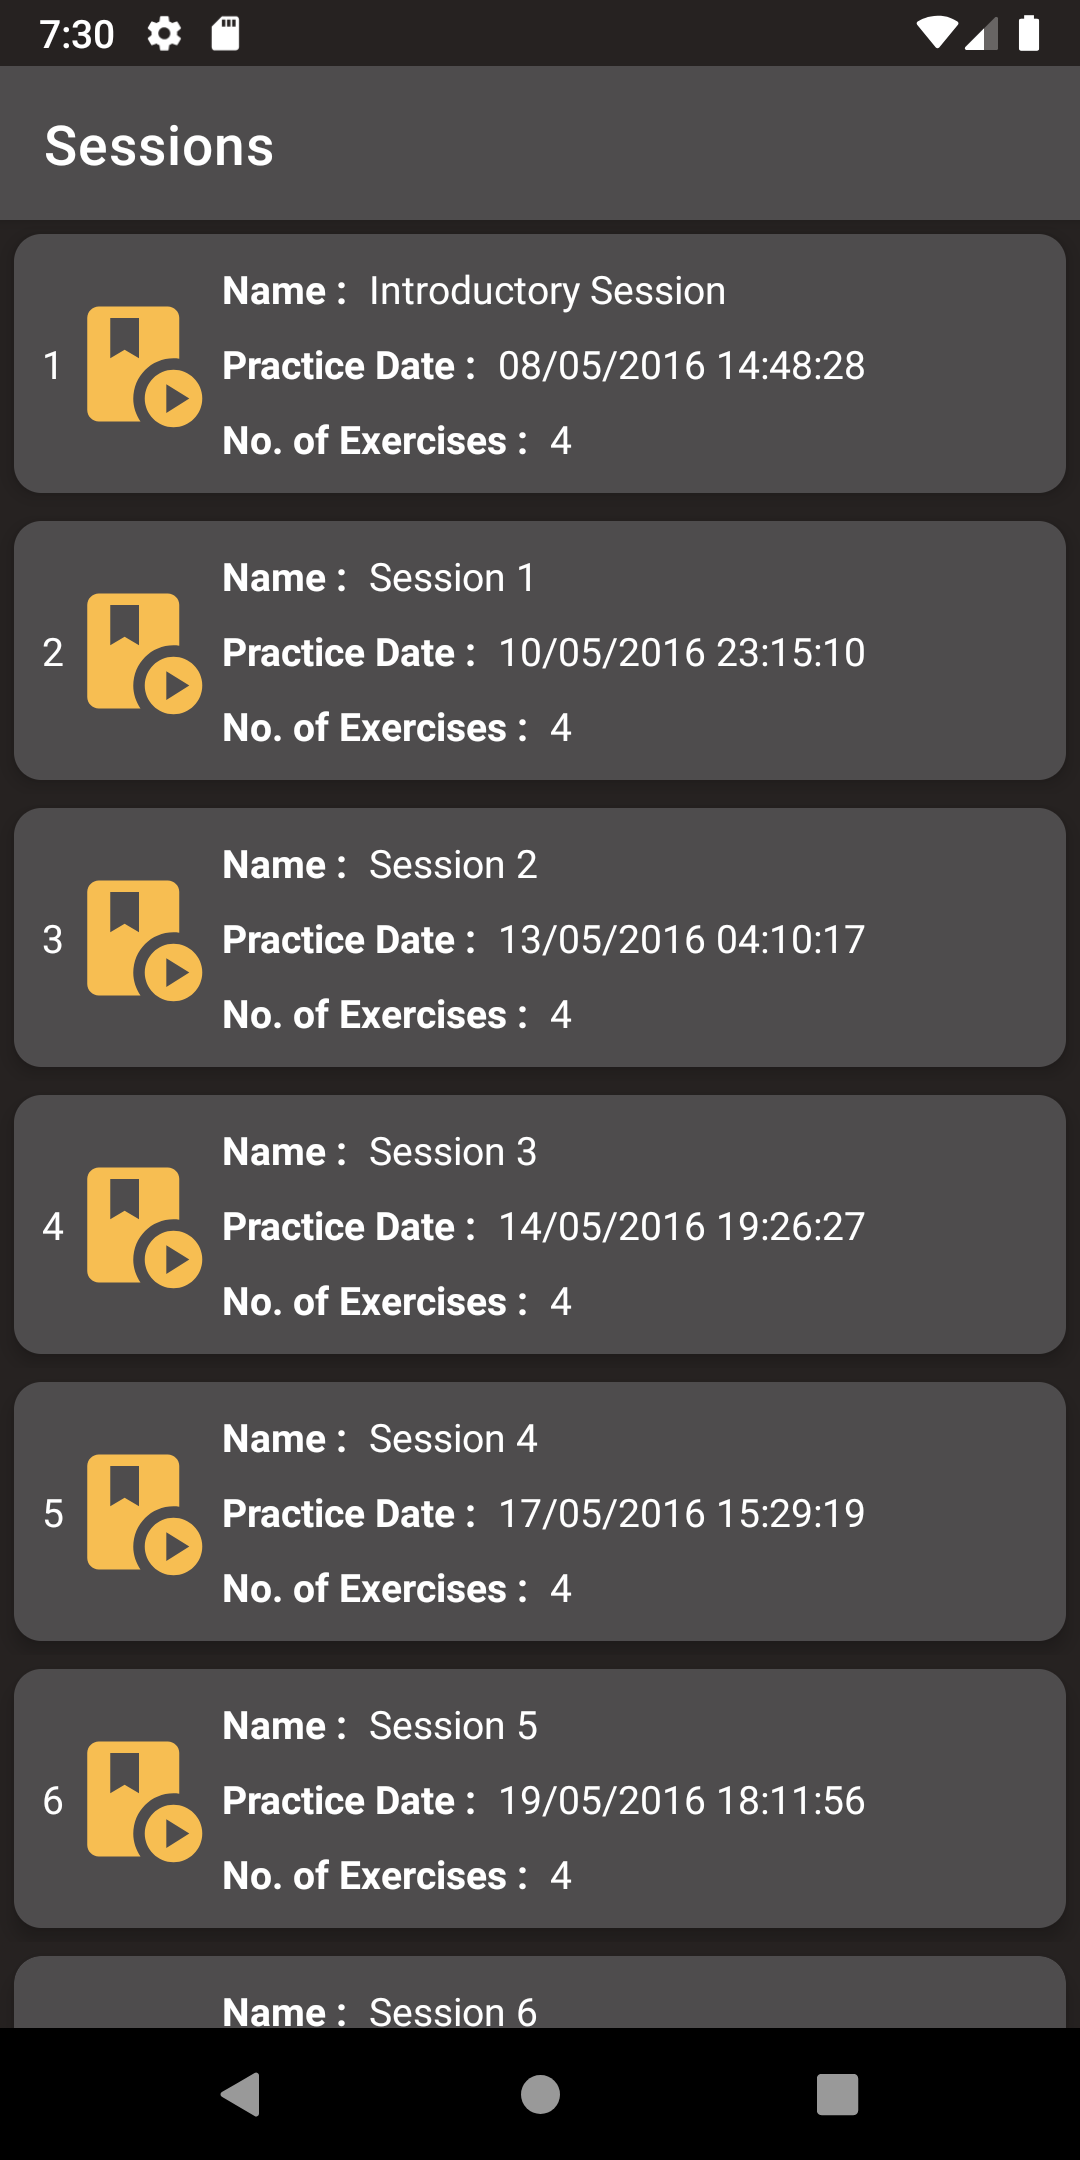 7:30
Sessions
Name : Introductory Session
1
Practice Date : 08/05/2016 14:48:28
No. of Exercises : 4
Name : Session 1
2
Practice Date : 10/05/2016 23:15:10
No. of Exercises : 4
Name : Session 2
3
Practice Date : 13/05/2016 04:10:17
No. of Exercises : 4
Name : Session 3
4
Practice Date : 14/05/2016 19:26:27
No. of Exercises : 4
Name : Session 4
5
Practice Date : 17/05/2016 15:29:19
No. of Exercises : 4
Name : Session 5
6
Practice Date : 19/05/2016 18:11:56
No. of Exercises : 4
Name : Session 6